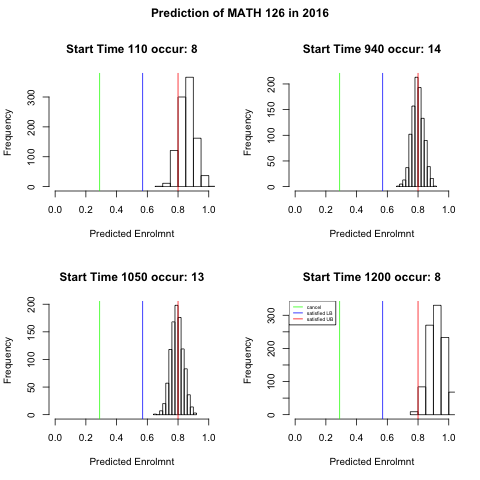 Prediction of MATH 126 in 2016
Start Time 110 occur: 8
Frequency
0 100 200 300
0.0 0.2 0.4 0.6 0.8 1.0
Predicted Enrolmnt
Start Time 940 occur: 14
Frequency
0 50 100 150 200
0.0 0.2 0.4 0.6 0.8 1.0
Predicted Enrolmnt
Start Time 1050 occur: 13
Frequency
0 50 100 150 200
0.0 0.2 0.4 0.6 0.8 1.0
Predicted Enrolmnt
Start Time 1200 occur: 8
cancel
satisfied LB
satisfied UB
Frequency
0 100 200 300
0.0 0.2 0.4 0.6 0.8 1.0
Predicted Enrolmnt